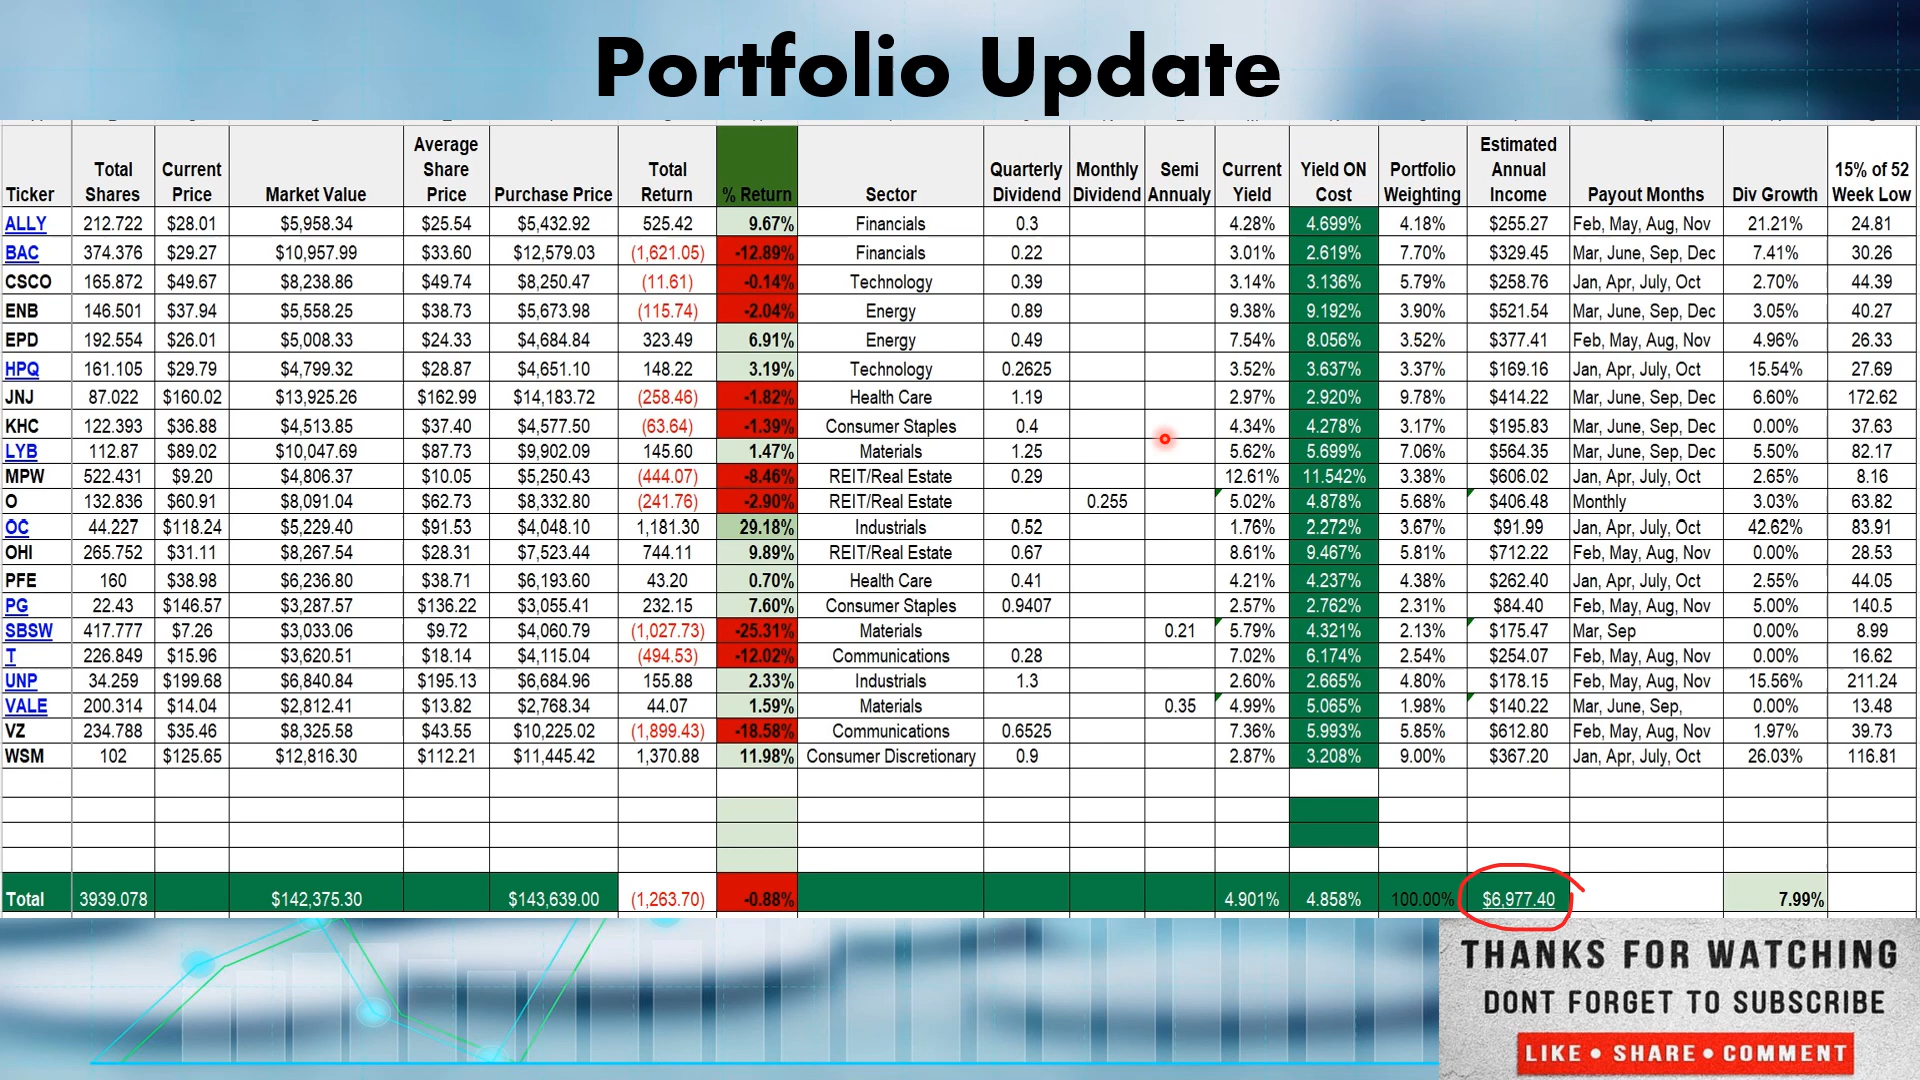 Portfolio Update
Ticker Total Shares Current Price Market Value Average Share Price Purchase Price Total Return % Return Sector Quarterly Dividend Monthly Dividend Semi Annualy Current Yield Yield ON Cost Portfolio Weighting Estimated Annual Income Payout Months Div Growth 15% of 52 Week Low
ALLY 212.722 $28.01 $5,958.34 $25.54 $5,432.92 525.42 9.67% Financials 0.3 4.28% 4.699% 4.18% $255.27 Feb, May, Aug, Nov 21.21% 24.81
BAC 374.376 $29.27 $10,957.99 $33.60 $12,579.03 (1,621.05) -12.89% Financials 0.22 3.01% 2.619% 7.70% $329.45 Mar, June, Sep, Dec 7.41% 30.26
CSCO 165.872 $49.67 $8,238.86 $49.74 $8,250.47 (11.61) -0.14% Technology 0.39 3.14% 3.136% 5.79% $258.76 Jan, Apr, July, Oct 2.70% 44.39
ENB 146.501 $37.94 $5,558.25 $38.73 $5,673.98 (115.74) -2.04% Energy 0.89 9.38% 9.192% 3.90% $521.54 Mar, June, Sep, Dec 3.05% 40.27
EPD 192.554 $26.01 $5,008.33 $24.33 $4,684.84 323.49 6.91% Energy 0.49 7.54% 8.056% 3.52% $377.41 Feb, May, Aug, Nov 4.96% 26.33
HPQ 161.105 $29.79 $4,799.32 $28.87 $4,651.10 148.22 3.19% Technology 0.2625 3.52% 3.637% 3.37% $169.16 Jan, Apr, July, Oct 15.54% 27.69
JNJ 87.022 $160.02 $13,925.26 $162.99 $14,183.72 (258.46) -1.82% Health Care 1.19 2.97% 2.920% 9.78% $414.22 Mar, June, Sep, Dec 6.60% 172.62
KHC 122.393 $36.88 $4,513.85 $37.40 $4,577.50 (63.64) -1.39% Consumer Staples 0.4 4.34% 4.278% 3.17% $195.83 Mar, June, Sep, Dec 0.00% 37.63
LYB 112.87 $89.02 $10,047.69 $87.73 $9,902.09 145.60 1.47% Materials 1.25 5.62% 5.699% 7.06% $564.35 Mar, June, Sep, Dec 5.50% 82.17
MPW 522.431 $9.20 $4,806.37 $10.05 $5,250.43 (444.07) -8.46% REIT/Real Estate 0.29 12.61% 11.542% 3.38% $606.02 Jan, Apr, July, Oct 2.65% 8.16
O 132.836 $60.91 $8,091.04 $62.73 $8,332.80 (241.76) -2.90% REIT/Real Estate 0.255 5.02% 4.878% 5.68% $406.48 Monthly 3.03% 63.82
OC 44.227 $118.24 $5,229.40 $91.53 $4,048.10 1,181.30 29.18% Industrials 0.52 1.76% 2.272% 3.67% $91.99 Jan, Apr, July, Oct 42.62% 83.91
OHI 265.752 $31.11 $8,267.54 $28.31 $7,523.44 744.11 9.89% REIT/Real Estate 0.67 8.61% 9.467% 5.81% $712.22 Feb, May, Aug, Nov 0.00% 28.53
PFE 160 $38.98 $6,236.80 $38.71 $6,193.60 43.20 0.70% Health Care 0.41 4.21% 4.237% 4.38% $262.40 Jan, Apr, July, Oct 2.55% 44.05
PG 22.43 $146.57 $3,287.57 $136.22 $3,055.41 232.15 7.60% Consumer Staples 0.9407 2.57% 2.762% 2.31% $84.40 Feb, May, Aug, Nov 5.00% 140.5
SBSW 417.777 $7.26 $3,033.06 $9.72 $4,060.79 (1,027.73) -25.31% Materials 0.21 5.79% 4.321% 2.13% $175.47 Mar, Sep 0.00% 8.99
T 226.849 $15.96 $3,620.51 $18.14 $4,115.04 (494.53) -12.02% Communications 0.28 7.02% 6.174% 2.54% $254.07 Feb, May, Aug, Nov 0.00% 16.62
UNP 34.259 $199.68 $6,840.84 $195.13 $6,684.96 155.88 2.33% Industrials 1.3 2.60% 2.665% 4.80% $178.15 Feb, May, Aug, Nov 15.56% 211.24
VALE 200.314 $14.04 $2,812.41 $13.82 $2,768.34 44.07 1.59% Materials 0.35 4.99% 5.065% 1.98% $140.22 Mar, June, Sep, 0.00% 13.48
VZ 234.788 $35.46 $8,325.58 $43.55 $10,225.02 (1,899.43) -18.58% Communications 0.6525 7.36% 5.993% 5.85% $612.80 Feb, May, Aug, Nov 1.97% 39.73
WSM 102 $125.65 $12,816.30 $112.21 $11,445.42 1,370.88 11.98% Consumer Discretionary 0.9 2.87% 3.208% 9.00% $367.20 Jan, Apr, July, Oct 26.03% 116.81
Total 3939.078 $142,375.30 $143,639.00 (1,263.70) -0.88% 4.901% 4.858% 100.00% $6,977.40 7.99%
THANKS FOR WATCHING
DONT FORGET TO SUBSCRIBE
LIKE • SHARE • COMMENT